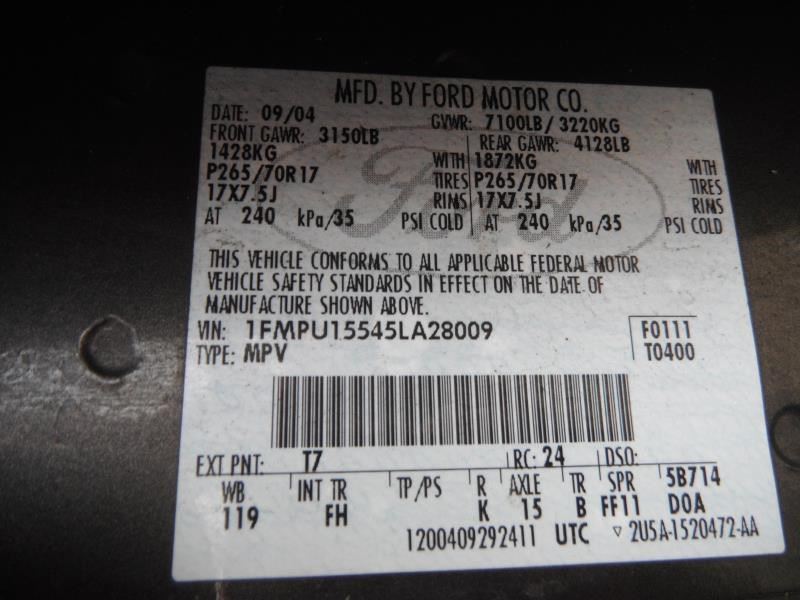 MFD. BY FORD MOTOR CO.
DATE: 09/04 GVWR: 7100LB / 3220KG
FRONT GAWR: 3150LB REAR GAWR: 4128LB
1428KG WITH 1872KG WITH
P265/70R17 TIRES P265/70R17 TIRES
17X7.5J RIMS 17X7.5J RIMS
AT 240 kPa/35 PSI COLD AT 240 kPa/35 PSI COLD
Ford
THIS VEHICLE CONFORMS TO ALL APPLICABLE FEDERAL MOTOR
VEHICLE SAFETY STANDARDS IN EFFECT ON THE DATE OF
MANUFACTURE SHOWN ABOVE.
VIN: 1FMPU15545LA28009 F0111
TYPE: MPV T0400
EXT PNT: T7 RC: 24 DSO:
WB INT TR TP/PS R AXLE TR SPR 5B714
119 FH K 15 B FF11 DOA
1200409292411 UTC ▽ 2U5A-1520472-AA